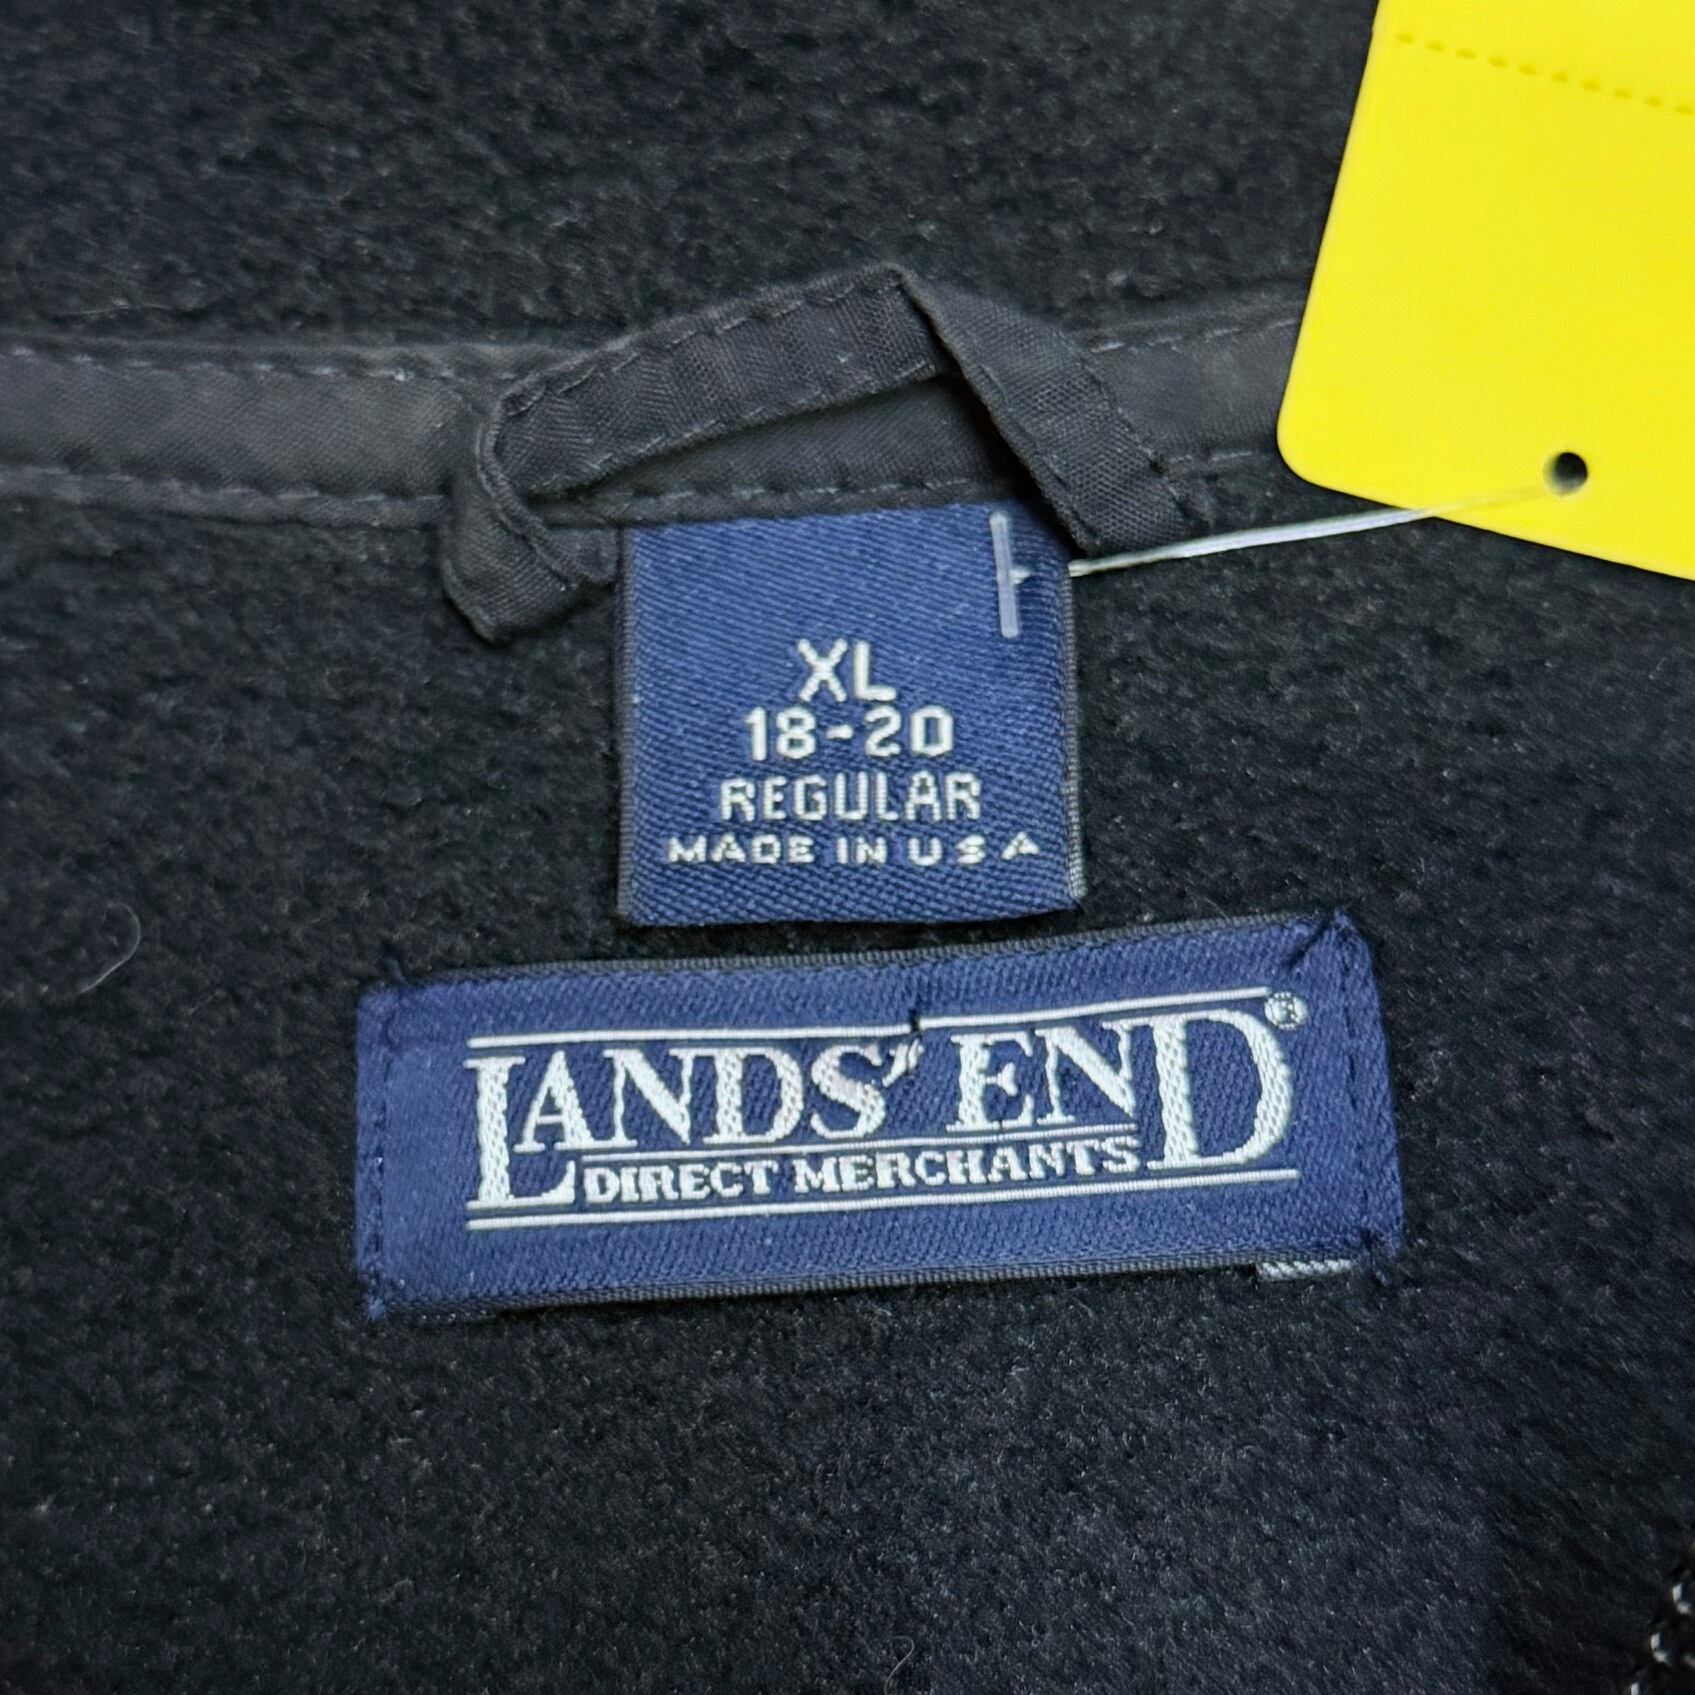 XL
18-20
REGULAR
MADE IN USA
LANDS' END®
DIRECT MERCHANTS